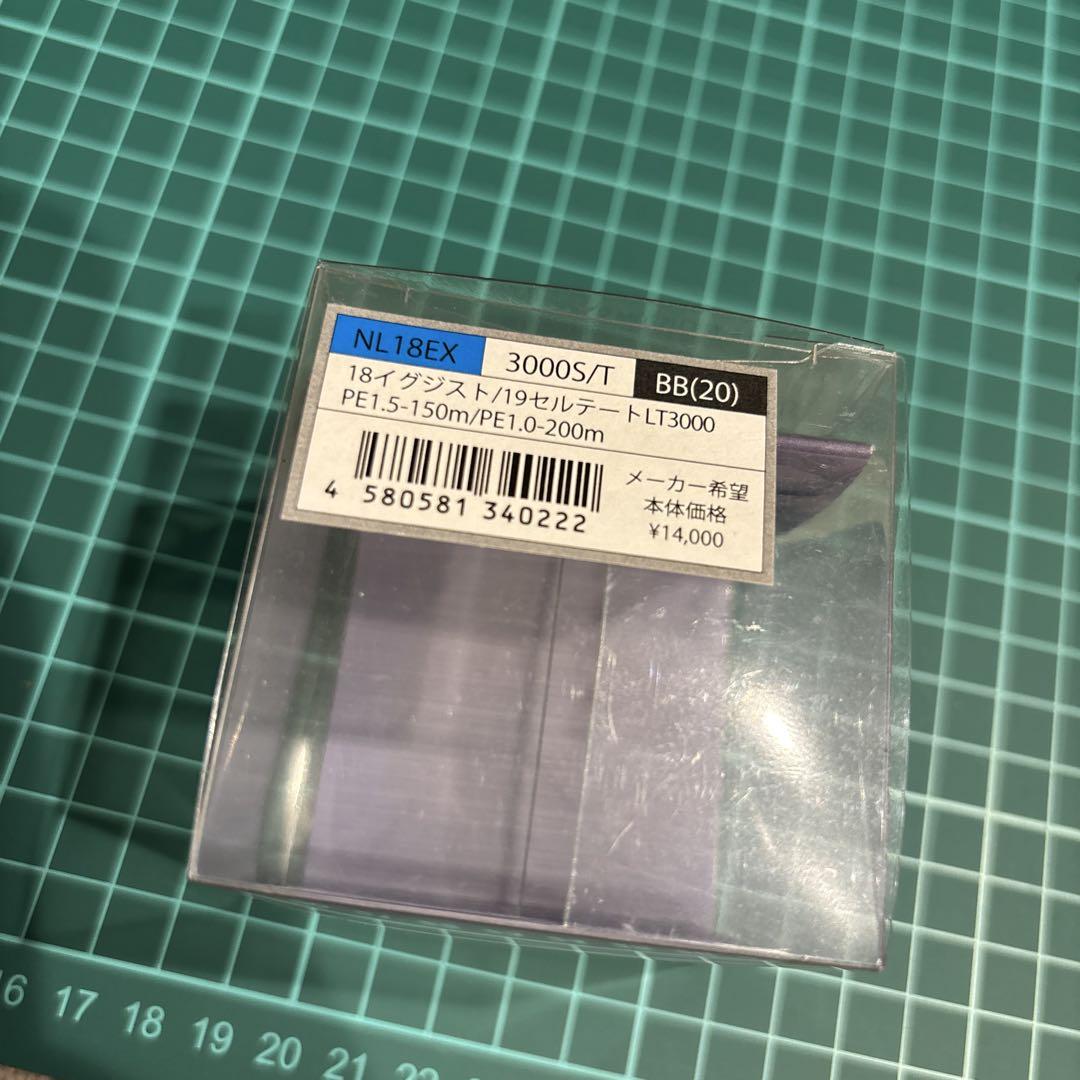 NL18EX 3000S/T BB(20)
18イグジスト/19セルテートLT3000
PE1.5-150m/PE1.0-200m
4 580581 340222
メーカー希望
本体価格
¥14,000
16 17 18 19 20 21 22